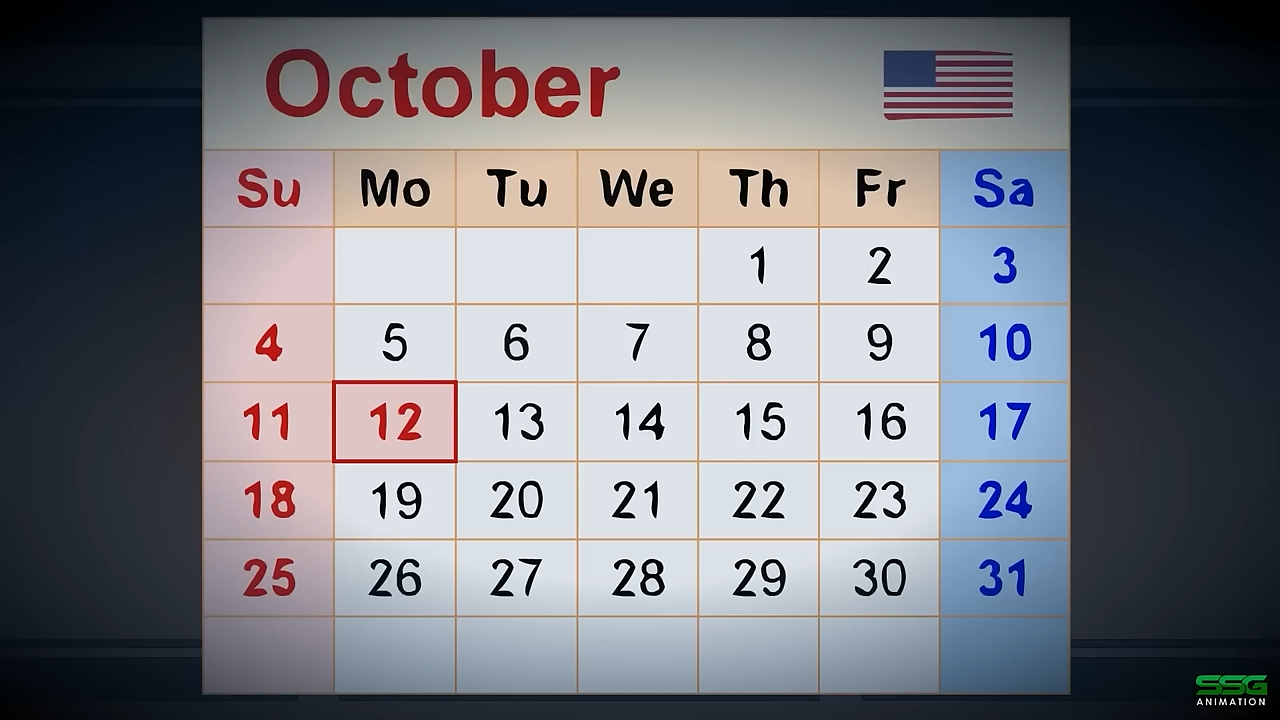 October
Su Mo Tu We Th Fr Sa
1 2 3
4 5 6 7 8 9 10
11 12 13 14 15 16 17
18 19 20 21 22 23 24
25 26 27 28 29 30 31
SSG
ANIMATION